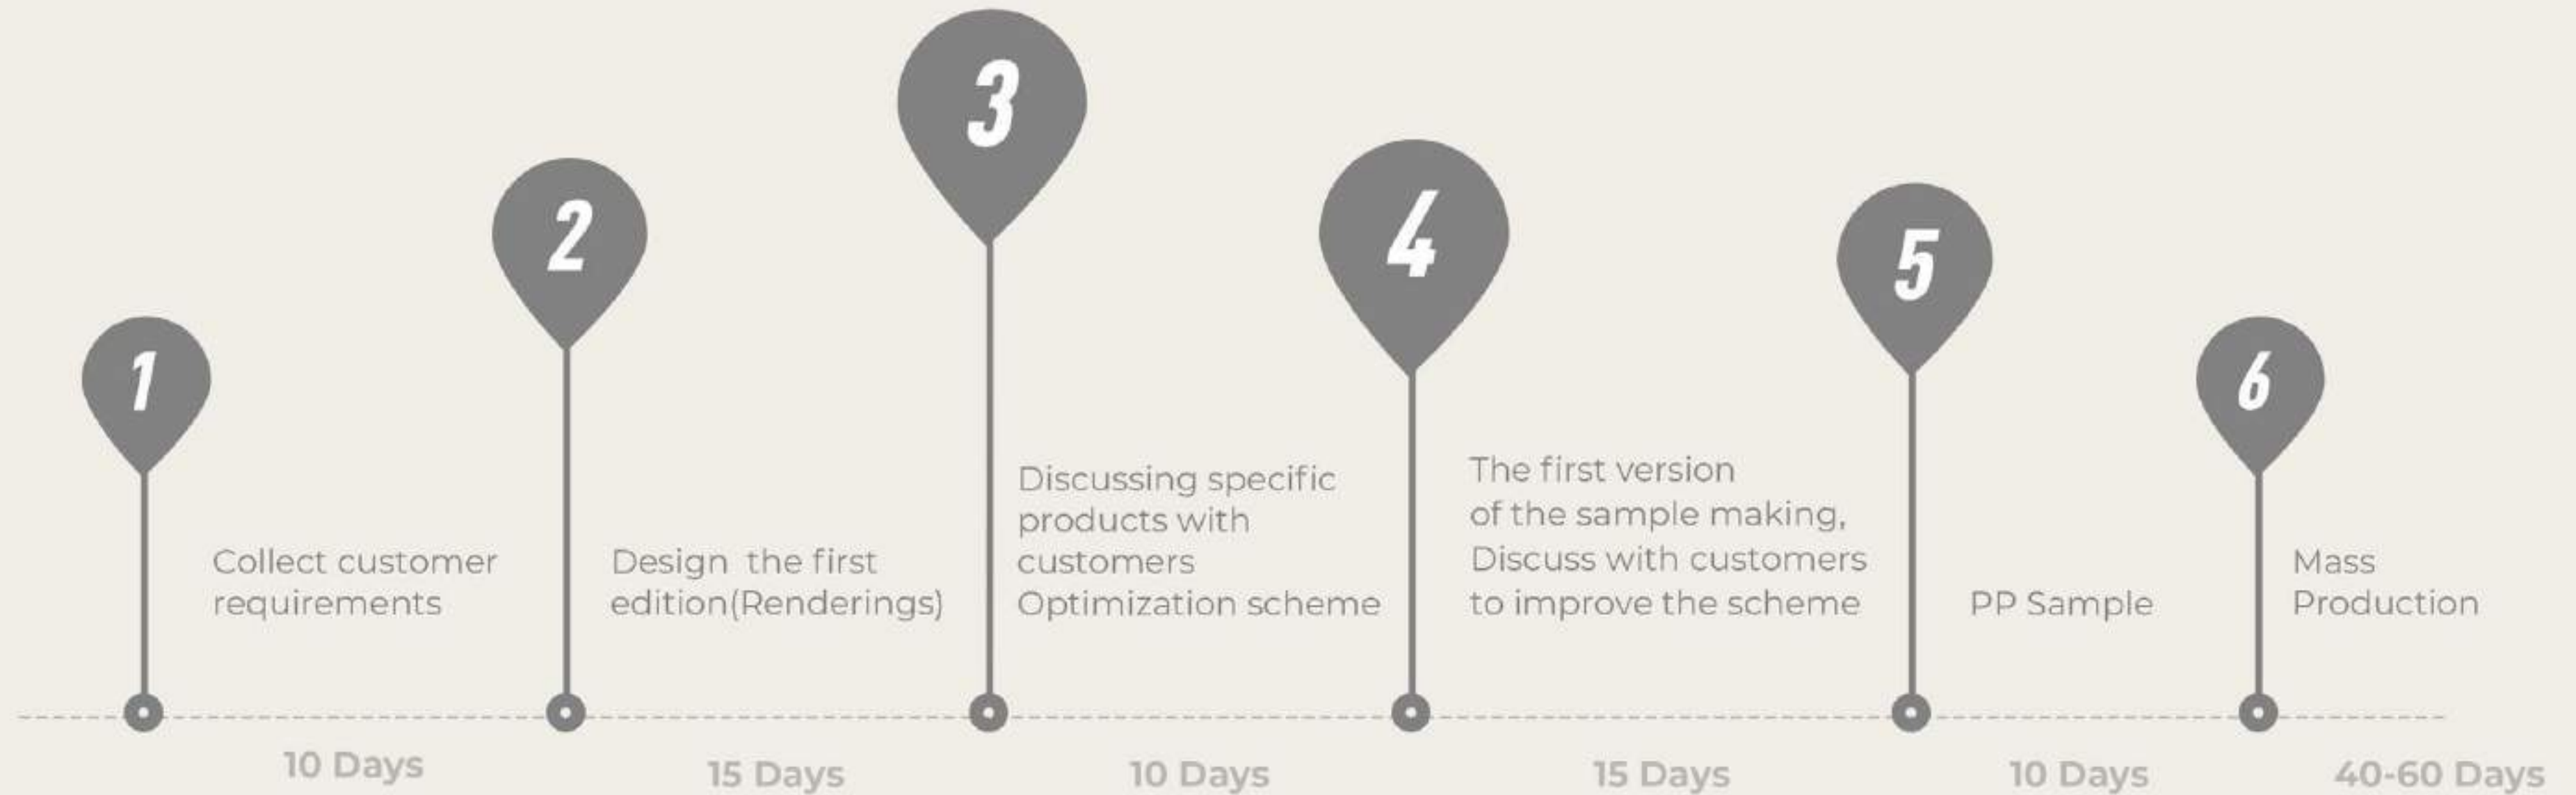 1
Collect customer
requirements
10 Days
2
Design the first
edition(Renderings)
15 Days
3
Discussing specific
products with
customers
Optimization scheme
10 Days
4
The first version
of the sample making,
Discuss with customers
to improve the scheme
15 Days
5
PP Sample
10 Days
6
Mass
Production
40-60 Days